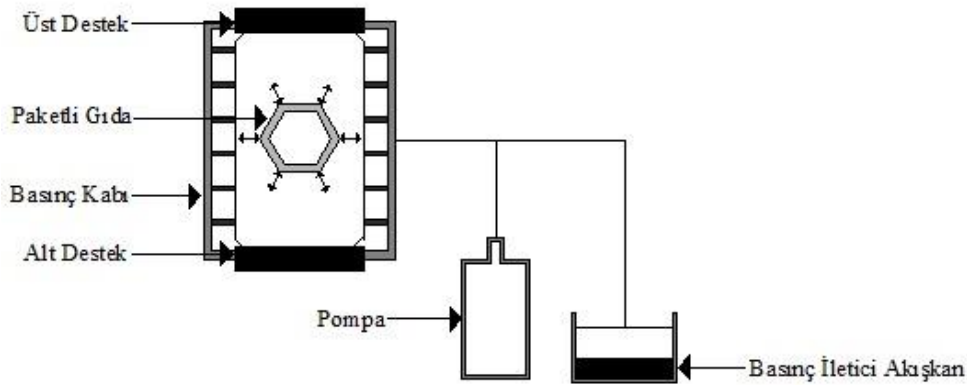 Üst Destek
Paketli Gıda
Basınç Kabı
Alt Destek
Pompa
Basınç İletici Akışkan